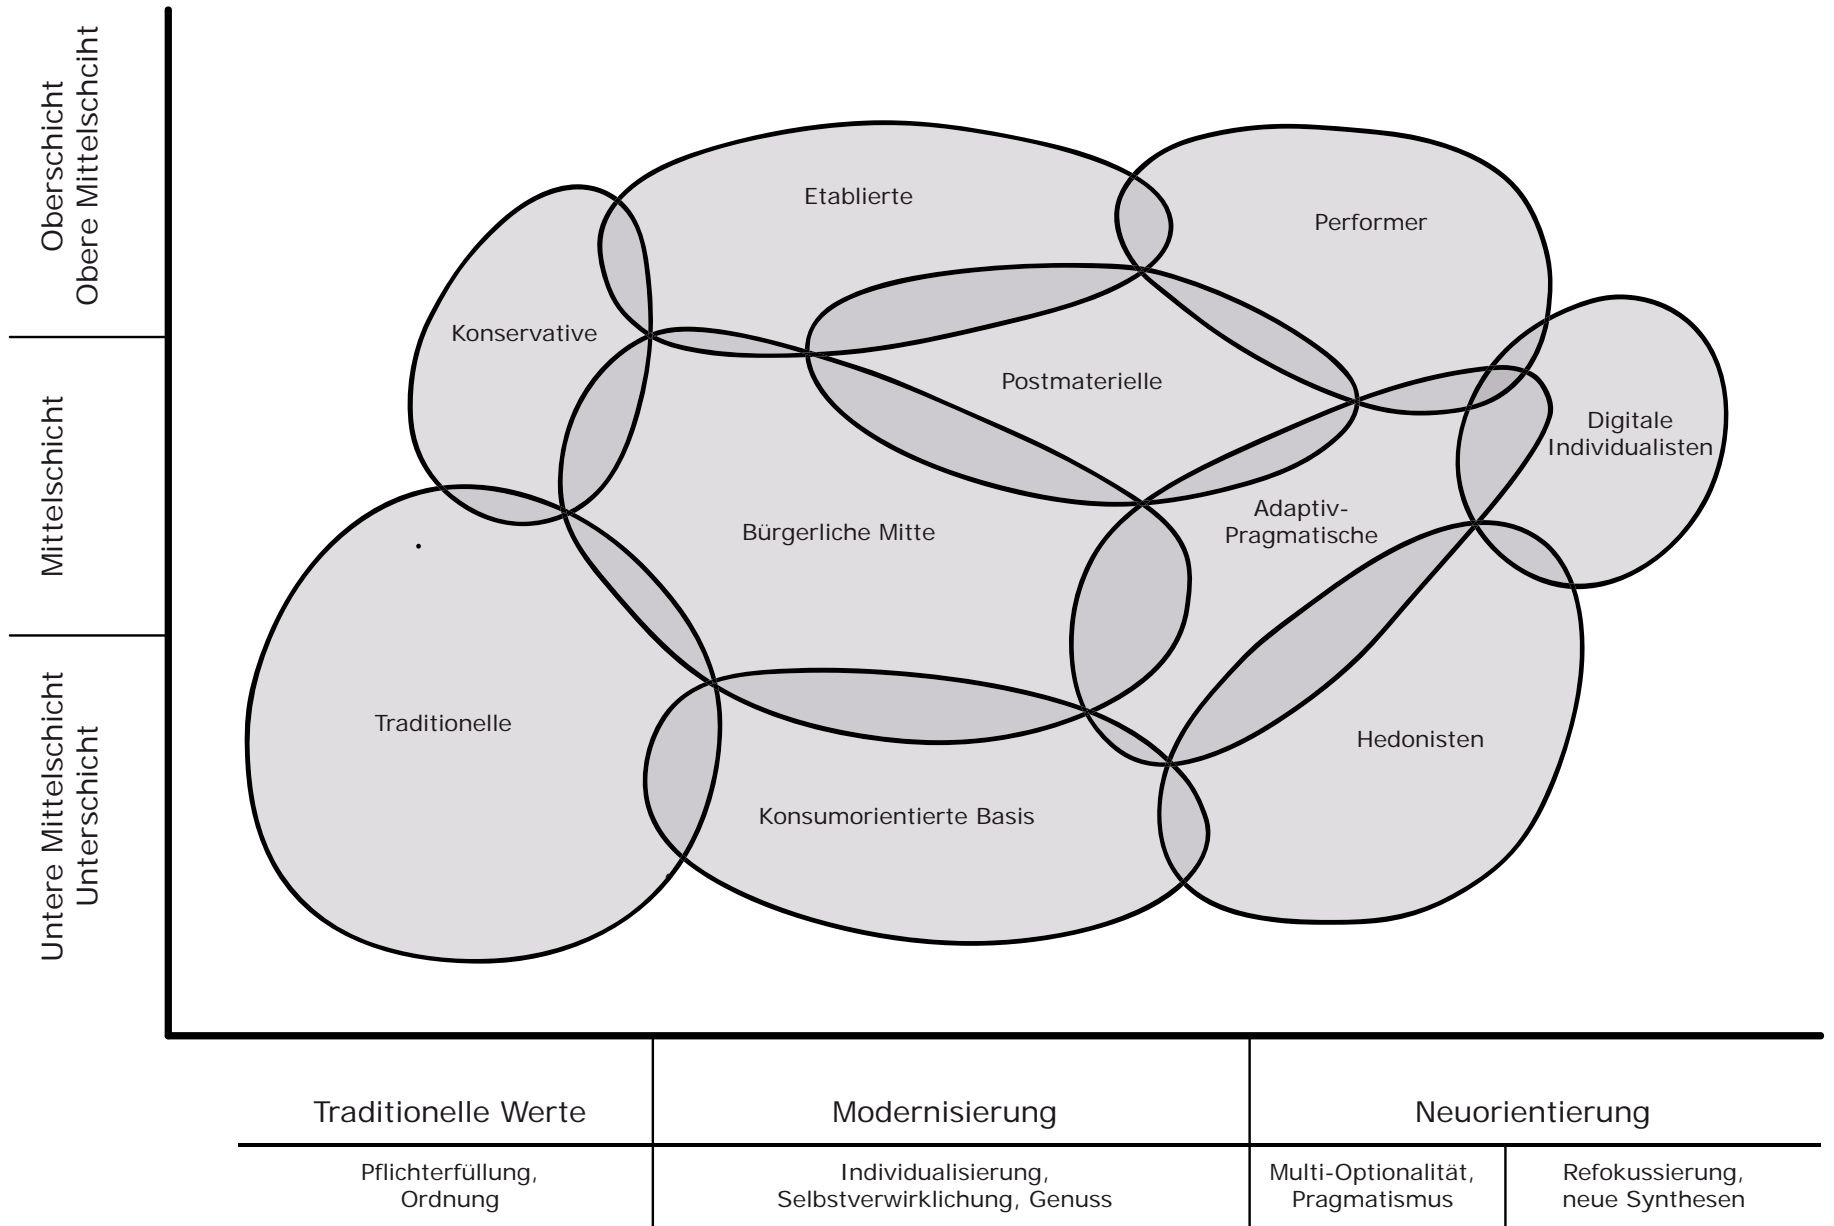 Oberschicht
Obere Mittelschciht
Mittelschicht
Untere Mittelschicht
Unterschicht
Etablierte
Performer
Konservative
Postmaterielle
Digitale
Individualisten
Adaptiv-
Pragmatische
Bürgerliche Mitte
Traditionelle
Hedonisten
Konsumorientierte Basis
Traditionelle Werte
Modernisierung
Neuorientierung
Pflichterfüllung,
Ordnung
Individualisierung,
Selbstverwirklichung, Genuss
Multi-Optionalität,
Pragmatismus
Refokussierung,
neue Synthesen